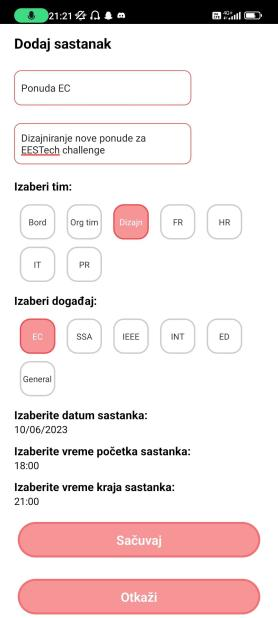 21:21
4G+
Dodaj sastanak
Ponuda EC
Dizajniranje nove ponude za
EESTech challenge
Izaberi tim:
Bord Org tim Dizajn FR HR
IT PR
Izaberi događaj:
EC SSA IEEE INT ED
General
Izaberite datum sastanka:
10/06/2023
Izaberite vreme početka sastanka:
18:00
Izaberite vreme kraja sastanka:
21:00
Sačuvaj
Otkaži